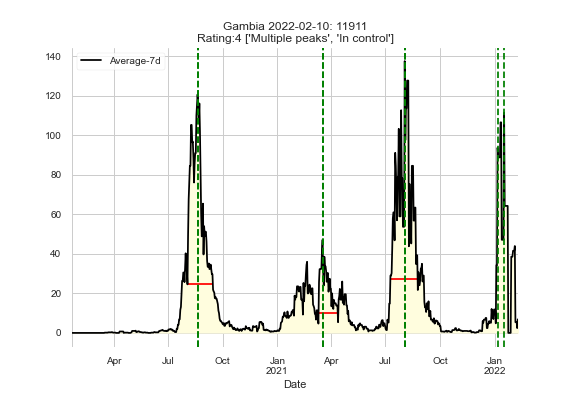 Gambia 2022-02-10: 11911
Rating:4 ['Multiple peaks', 'In control']
Average-7d
140
120
100
80
60
40
20
0
Apr Jul Oct Jan Apr Jul Oct Jan
2021 2022
Date